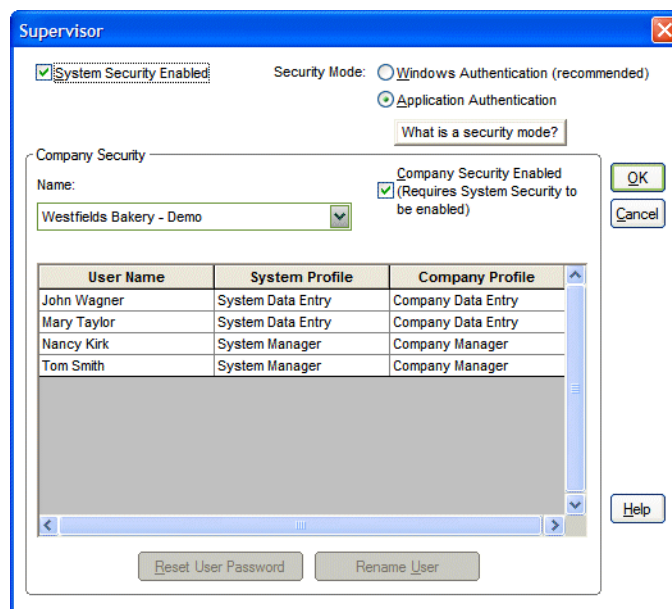 Supervisor
System Security Enabled
Security Mode:
Windows Authentication (recommended)
Application Authentication
What is a security mode?
Company Security
Name:
Company Security Enabled
(Requires System Security to
be enabled)
Westfields Bakery - Demo
OK
Cancel
User Name System Profile Company Profile
John Wagner System Data Entry Company Data Entry
Mary Taylor System Data Entry Company Data Entry
Nancy Kirk System Manager Company Manager
Tom Smith System Manager Company Manager
Help
Reset User Password Rename User